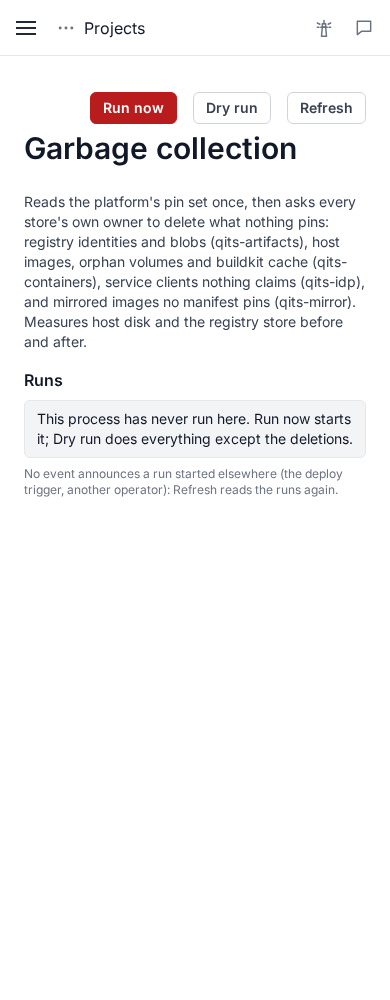 Projects
Run now
Dry run
Refresh
Garbage collection
Reads the platform's pin set once, then asks every
store's own owner to delete what nothing pins:
registry identities and blobs (qits-artifacts), host
images, orphan volumes and buildkit cache (qits-
containers), service clients nothing claims (qits-idp),
and mirrored images no manifest pins (qits-mirror).
Measures host disk and the registry store before
and after.
Runs
This process has never run here. Run now starts
it; Dry run does everything except the deletions.
No event announces a run started elsewhere (the deploy
trigger, another operator): Refresh reads the runs again.